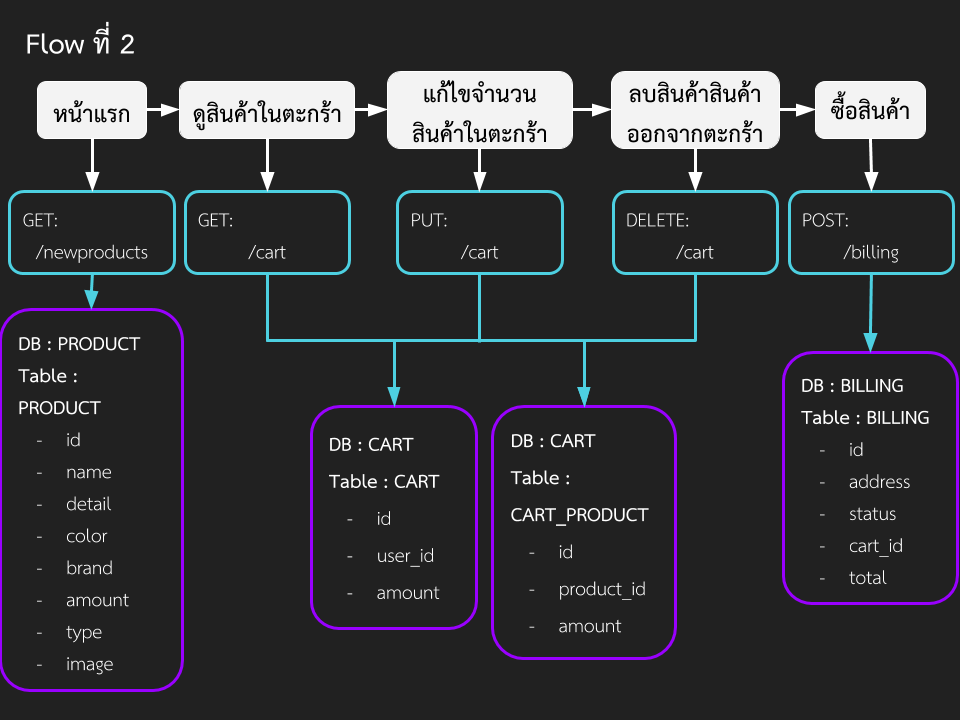 Flow ที่ 2
หน้าแรก
ดูสินค้าในตะกร้า
แก้ไขจำนวน
สินค้าในตะกร้า
ลบสินค้าสินค้า
ออกจากตะกร้า
ซื้อสินค้า
GET:
/newproducts
GET:
/cart
PUT:
/cart
DELETE:
/cart
POST:
/billing
DB : PRODUCT
Table :
PRODUCT
- id
- name
- detail
- color
- brand
- amount
- type
- image
DB : CART
Table : CART
- id
- user_id
- amount
DB : CART
Table :
CART_PRODUCT
- id
- product_id
- amount
DB : BILLING
Table : BILLING
- id
- address
- status
- cart_id
- total